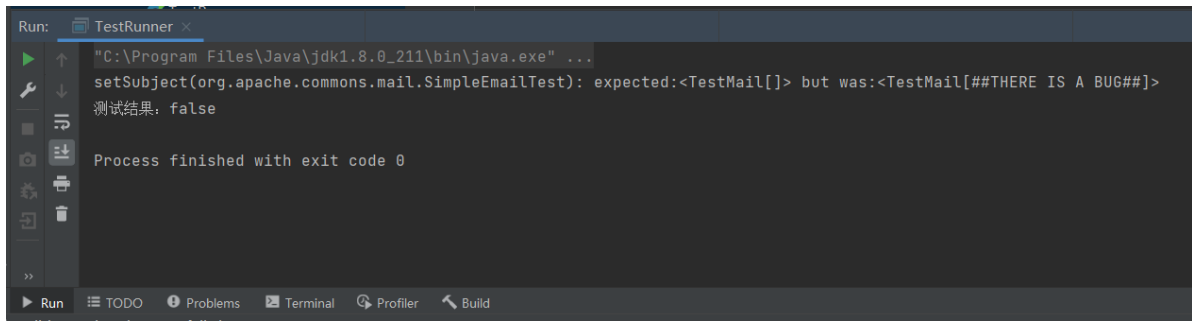 Run: TestRunner ×
"C:\Program Files\Java\jdk1.8.0_211\bin\java.exe" ...
setSubject(org.apache.commons.mail.SimpleEmailTest): expected:<TestMail[]> but was:<TestMail[##THERE IS A BUG##]>
测试结果：false
Process finished with exit code 0
Run TODO Problems Terminal Profiler Build